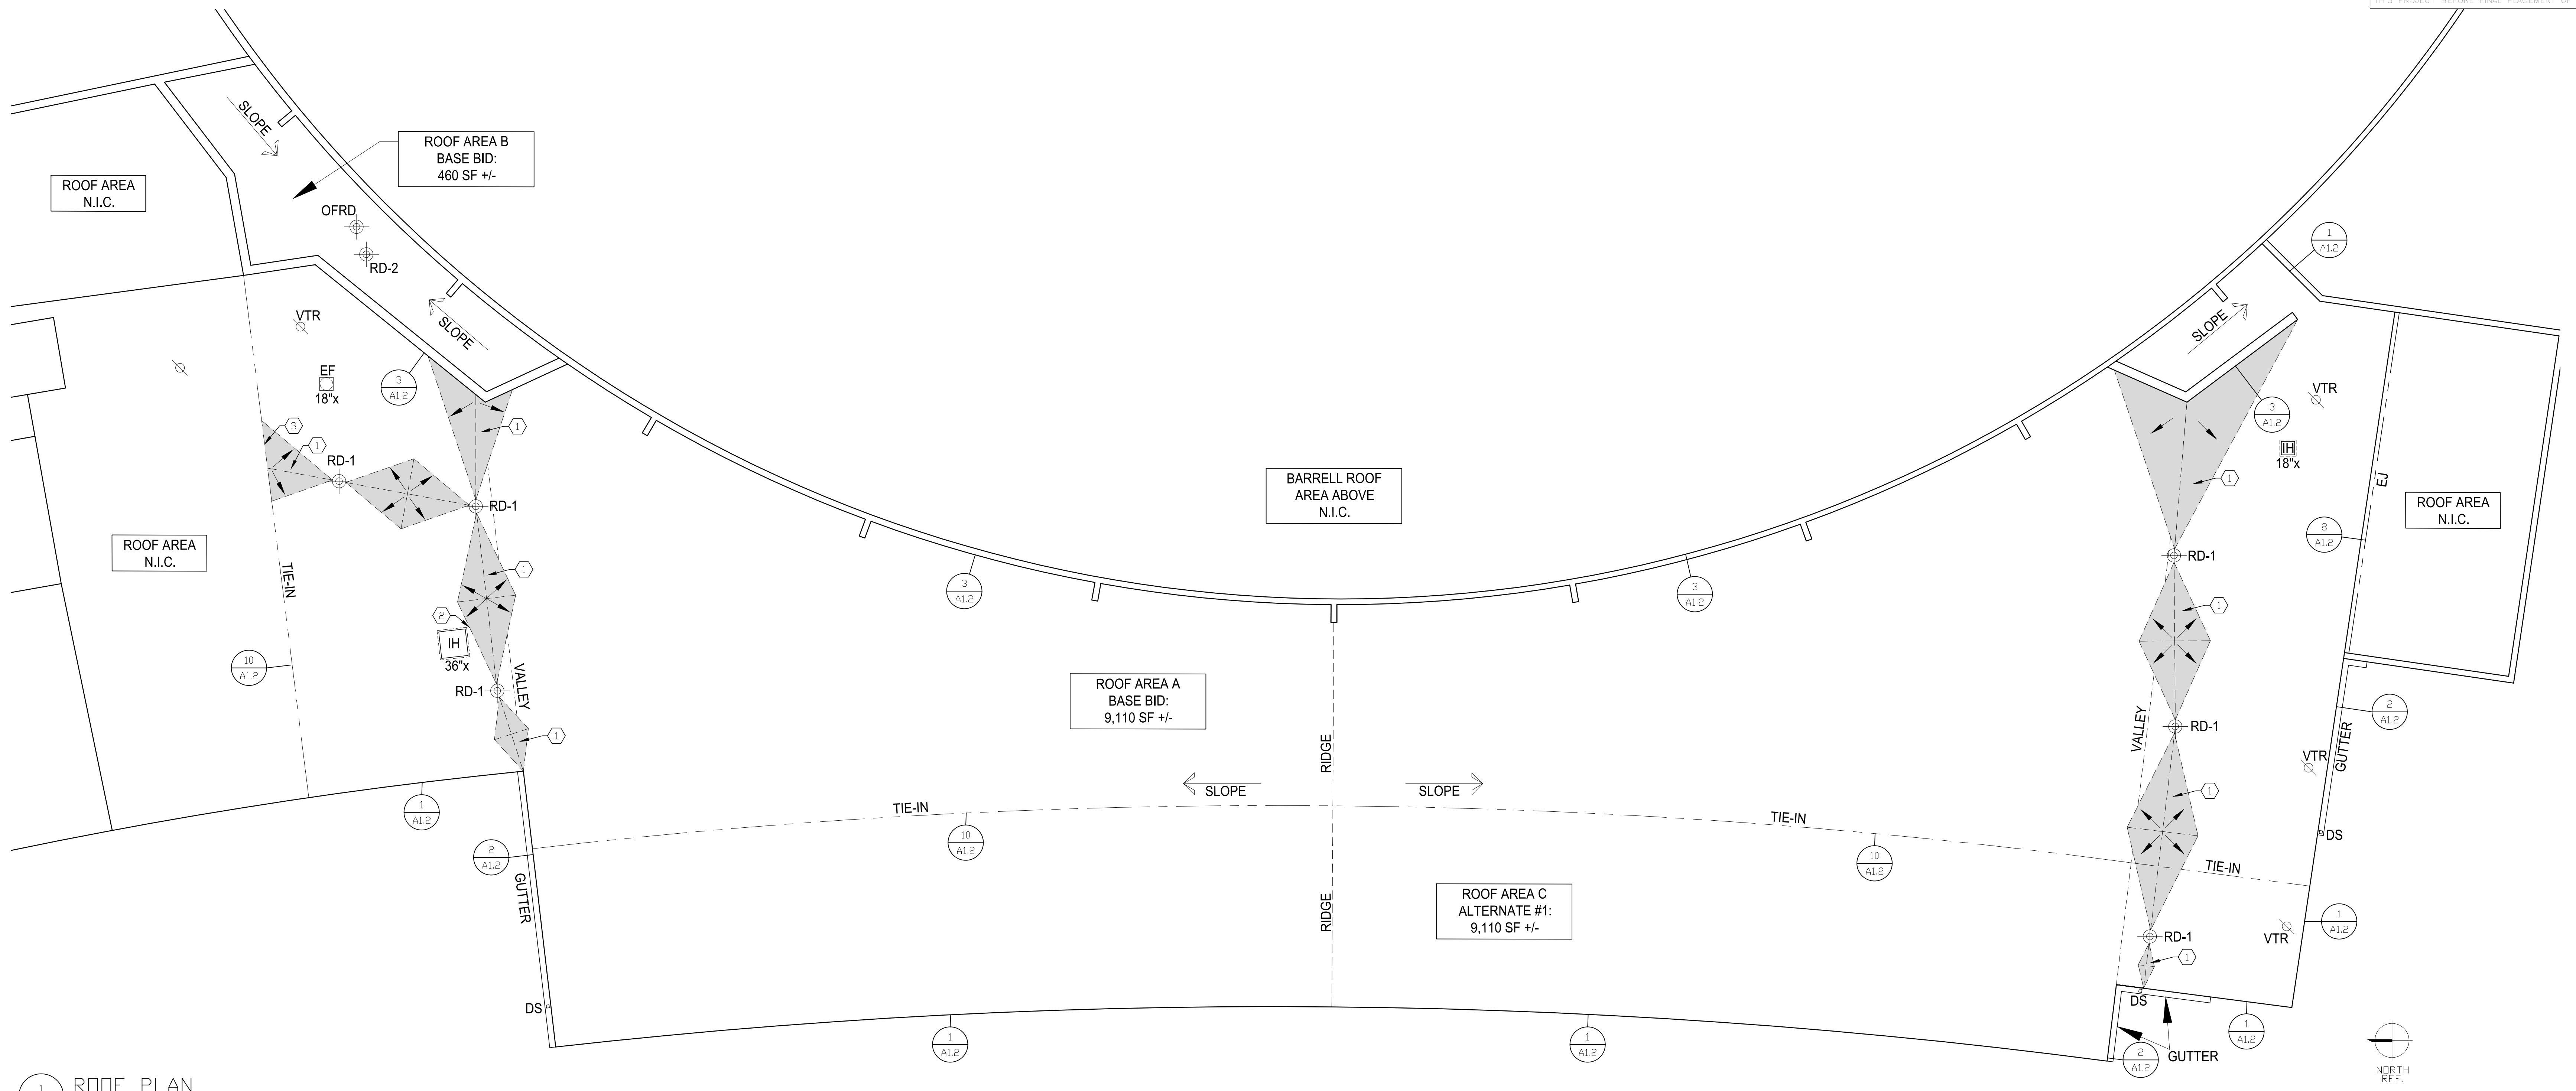 THIS PROJECT BEFORE FINAL PLACEMENT OF
SLOPE
ROOF AREA B
BASE BID:
460 SF +/-
ROOF AREA
N.I.C.
OFRD
RD-2
SLOPE
VTR
EF
18"x
3
A1.2
1
3
1
RD-1
RD-1
ROOF AREA
N.I.C.
TIE-IN
1
2
IH
36"x
10
A1.2
RD-1
VALLEY
1
1
A1.2
2
A1.2
GUTTER
DS
BARRELL ROOF
AREA ABOVE
N.I.C.
3
A1.2
3
A1.2
ROOF AREA A
BASE BID:
9,110 SF +/-
RIDGE
SLOPE
SLOPE
TIE-IN
TIE-IN
10
A1.2
10
A1.2
ROOF AREA C
ALTERNATE #1:
9,110 SF +/-
RIDGE
1
A1.2
1
A1.2
1
A1.2
SLOPE
VTR
3
A1.2
IH
18"x
1
EJ
ROOF AREA
N.I.C.
8
A1.2
RD-1
1
RD-1
VALLEY
2
A1.2
GUTTER
VTR
1
DS
TIE-IN
1
A1.2
VTR
RD-1
1
DS
GUTTER
1
A1.2
2
A1.2
NORTH
REF.
1
ROOF PLAN